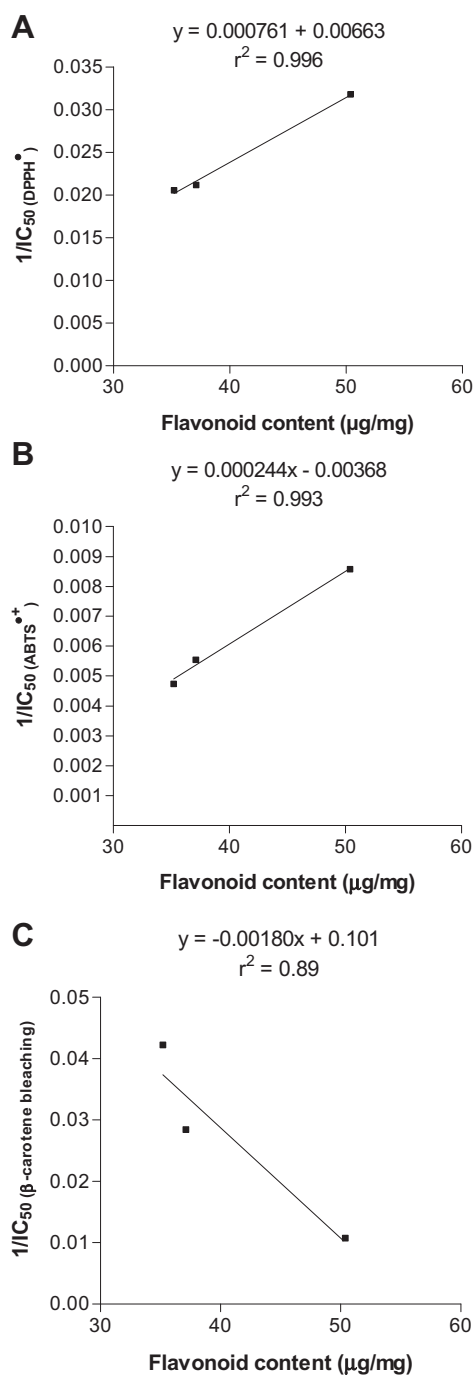 A
y = 0.000761 + 0.00663
r² = 0.996
0.035
0.030
0.025
0.020
0.015
0.010
0.005
0.000
1/IC₅₀ (DPPH•)
30 40 50 60
Flavonoid content (µg/mg)
B
y = 0.000244x - 0.00368
r² = 0.993
0.010
0.009
0.008
0.007
0.006
0.005
0.004
0.003
0.002
0.001
1/IC₅₀ (ABTS•+)
30 40 50 60
Flavonoid content (µg/mg)
C
y = -0.00180x + 0.101
r² = 0.89
0.05
0.04
0.03
0.02
0.01
0.00
1/IC₅₀ (β-carotene bleaching)
30 40 50 60
Flavonoid content (µg/mg)